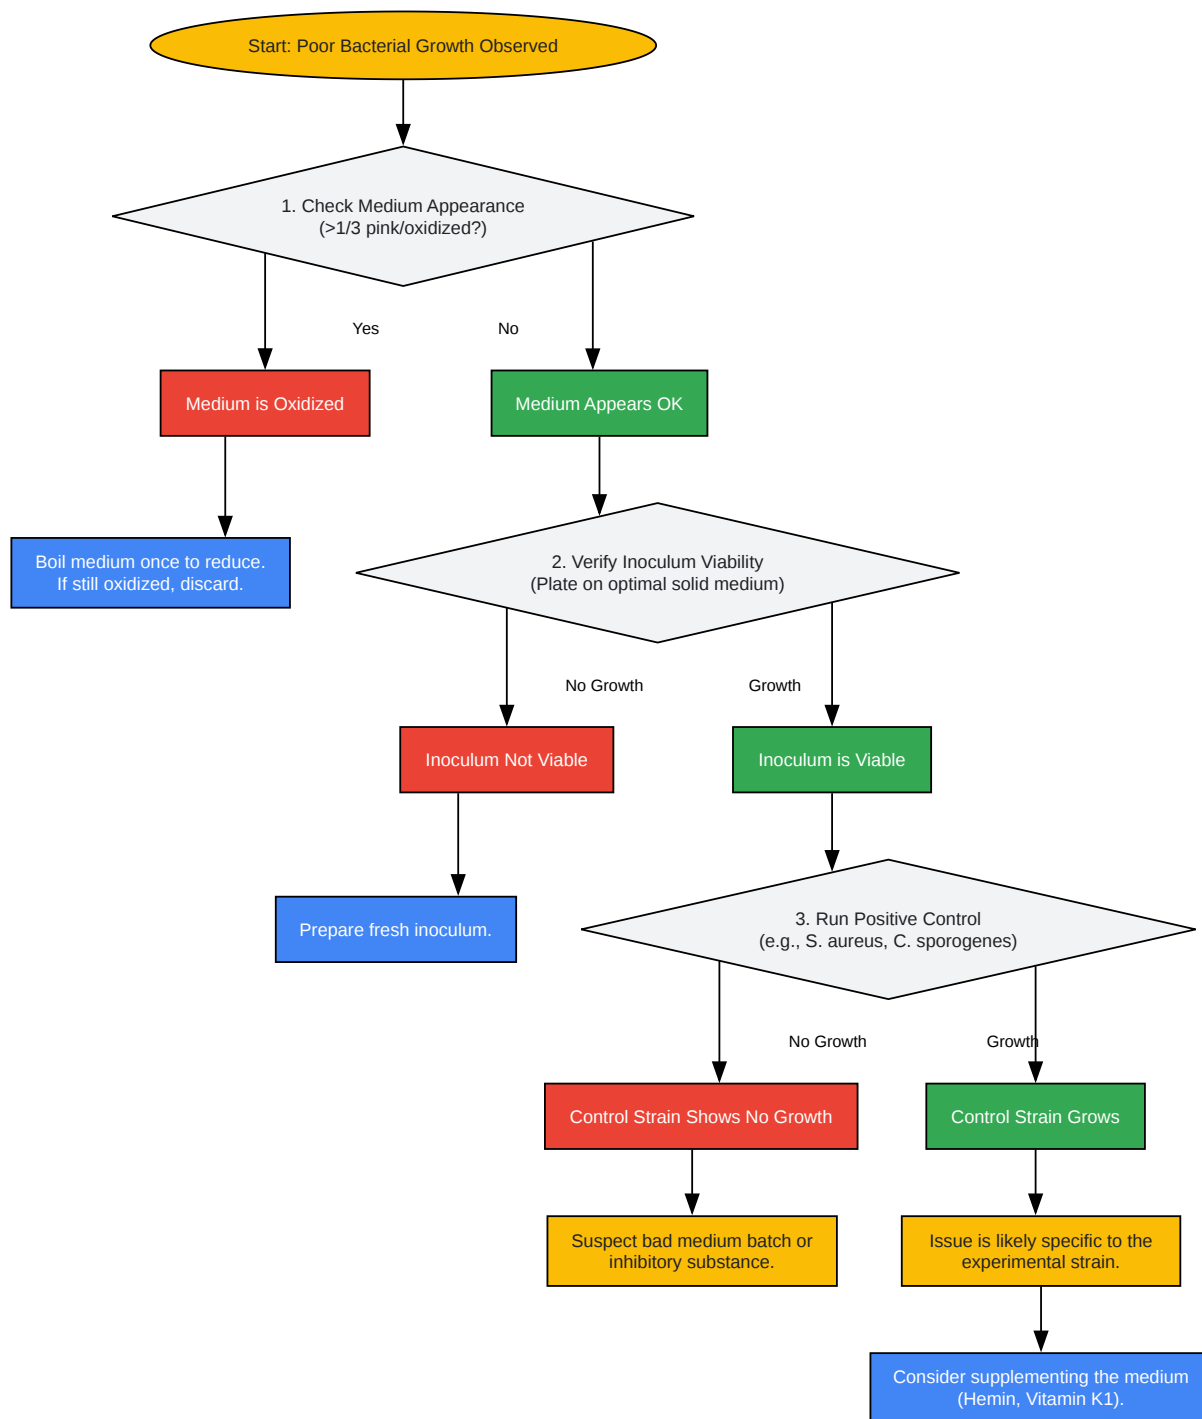 Start: Poor Bacterial Growth Observed
1. Check Medium Appearance
(>1/3 pink/oxidized?)
Yes
No
Medium is Oxidized
Medium Appears OK
Boil medium once to reduce.
If still oxidized, discard.
2. Verify Inoculum Viability
(Plate on optimal solid medium)
No Growth
Growth
Inoculum Not Viable
Inoculum is Viable
Prepare fresh inoculum.
3. Run Positive Control
(e.g., S. aureus, C. sporogenes)
No Growth
Growth
Control Strain Shows No Growth
Control Strain Grows
Suspect bad medium batch or
inhibitory substance.
Issue is likely specific to the
experimental strain.
Consider supplementing the medium
(Hemin, Vitamin K1).